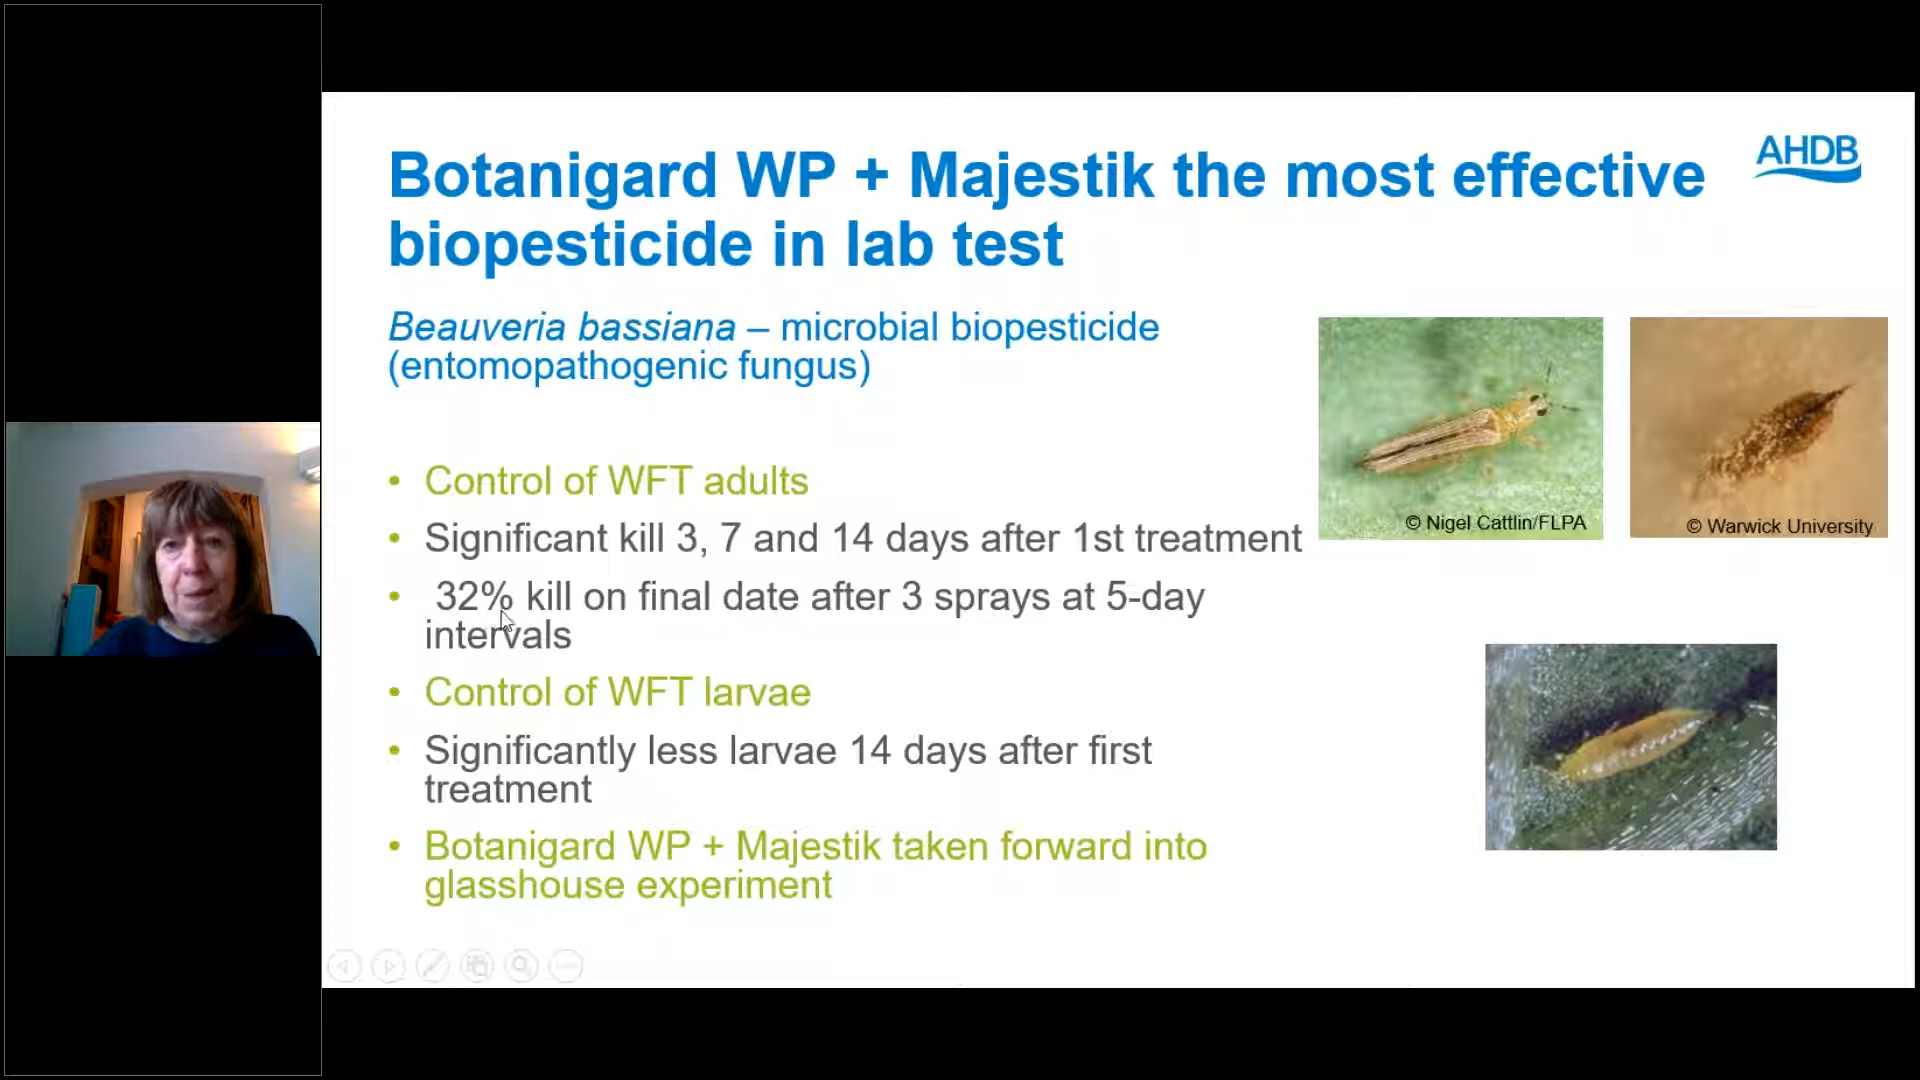 Botanigard WP + Majestik the most effective
biopesticide in lab test
AHDB
Beauveria bassiana – microbial biopesticide
(entomopathogenic fungus)
• Control of WFT adults
• Significant kill 3, 7 and 14 days after 1st treatment
• 32% kill on final date after 3 sprays at 5-day
intervals
• Control of WFT larvae
• Significantly less larvae 14 days after first
treatment
• Botanigard WP + Majestik taken forward into
glasshouse experiment
© Nigel Cattlin/FLPA
© Warwick University